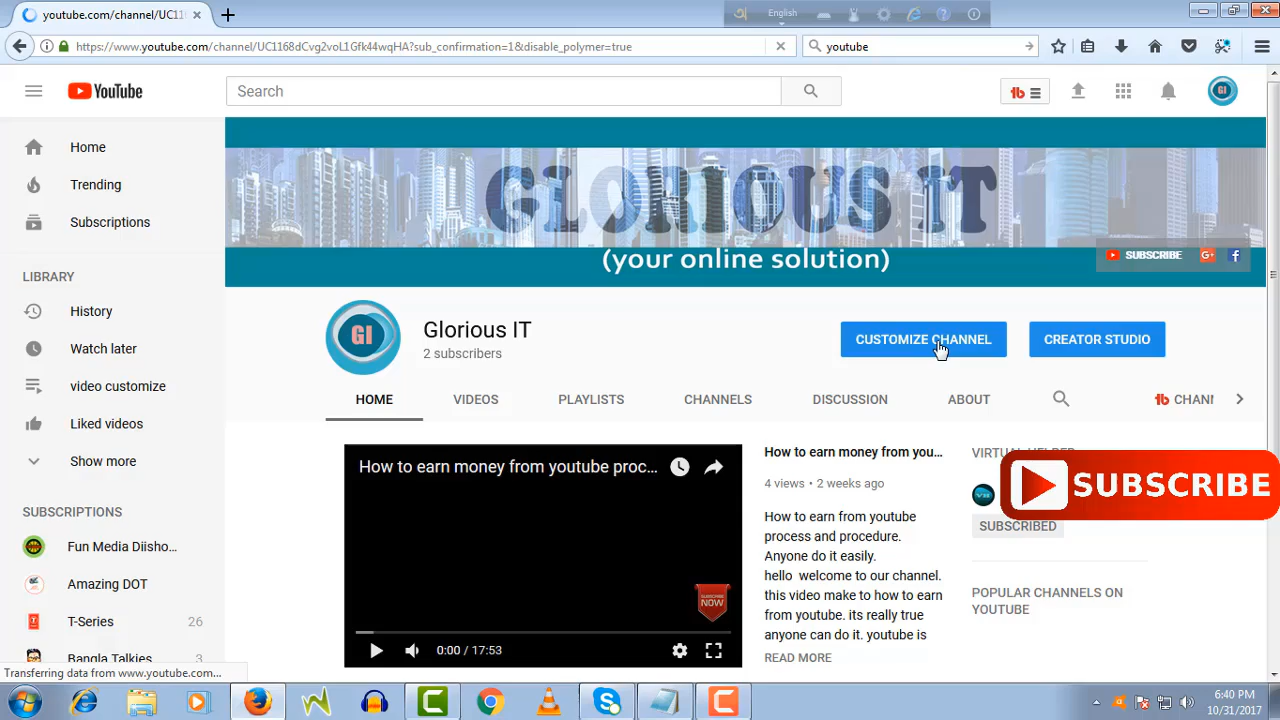 youtube.com/channel/UC11
English
https://www.youtube.com/channel/UC1168dCvg2voL1Gfk44wqHA?sub_confirmation=1&disable_polymer=true
youtube
YouTube
Search
Home
Trending
Subscriptions
LIBRARY
History
Watch later
video customize
Liked videos
Show more
SUBSCRIPTIONS
Fun Media Diisho...
Amazing DOT
T-Series 26
Bangla Talkies 3
GLORIOUS IT
(your online solution)
SUBSCRIBE
GI
Glorious IT
2 subscribers
CUSTOMIZE CHANNEL
CREATOR STUDIO
HOME VIDEOS PLAYLISTS CHANNELS DISCUSSION ABOUT CHAN
How to earn money from youtube proc...
SUBSCRIBE
NOW
0:00 / 17:53
How to earn money from you...
4 views • 2 weeks ago
How to earn from youtube
process and procedure.
Anyone do it easily.
hello welcome to our channel.
this video make to how to earn
from youtube. its really true
anyone can do it. youtube is
READ MORE
VIRTUAL HELPER
SUBSCRIBE
SUBSCRIBED
POPULAR CHANNELS ON
YOUTUBE
Transferring data from www.youtube.com...
6:40 PM
10/31/2017